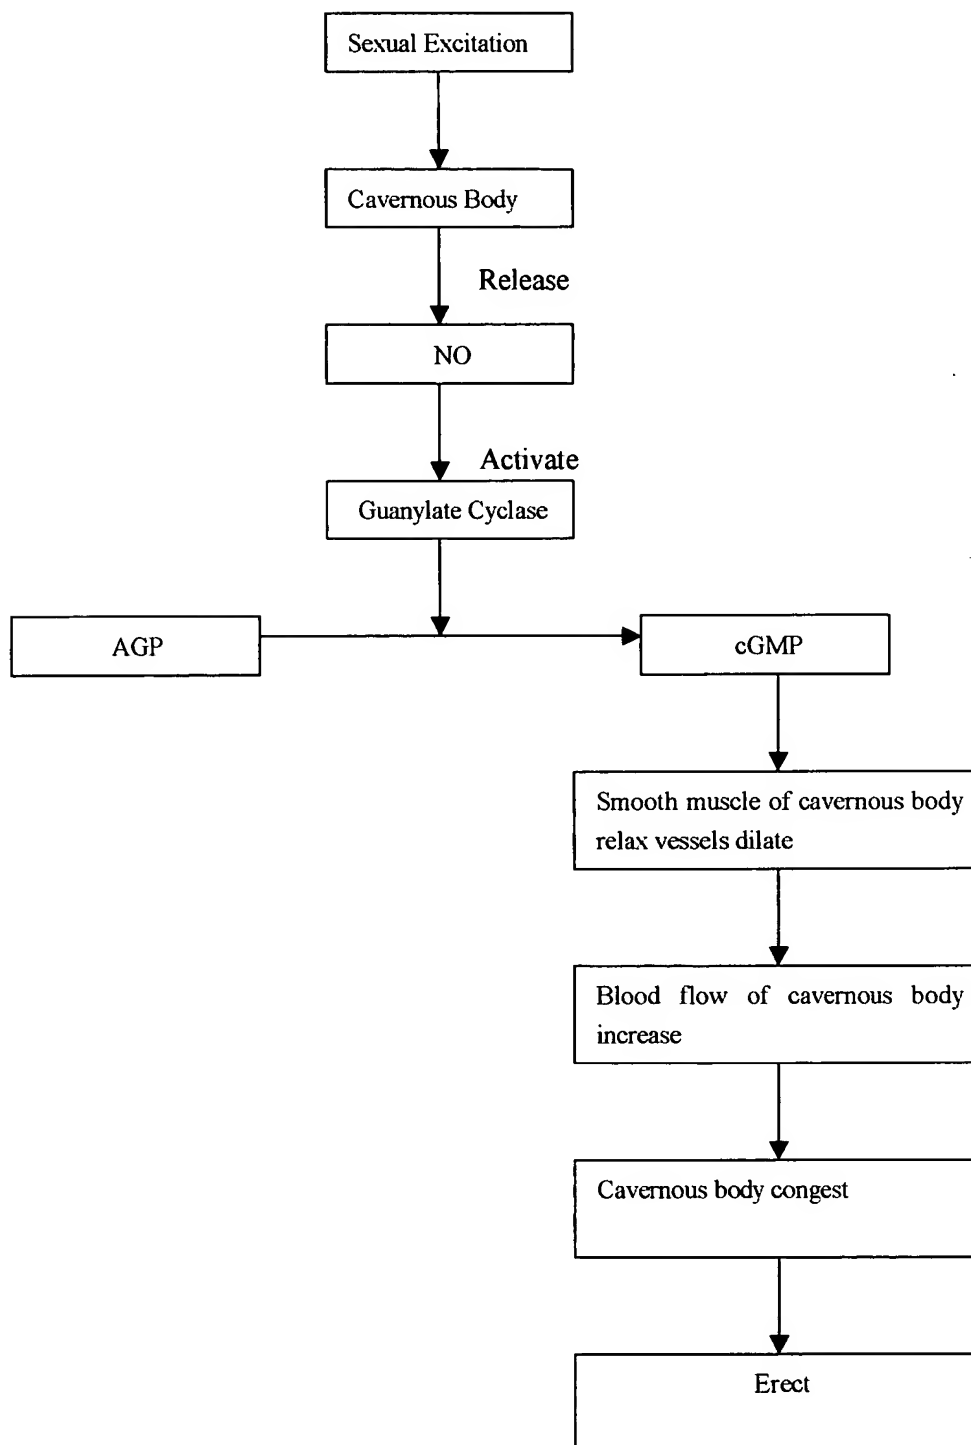 Sexual Excitation
Cavernous Body
Release
NO
Activate
Guanylate Cyclase
AGP
cGMP
Smooth muscle of cavernous body
relax vessels dilate
Blood flow of cavernous body
increase
Cavernous body congest
Erect